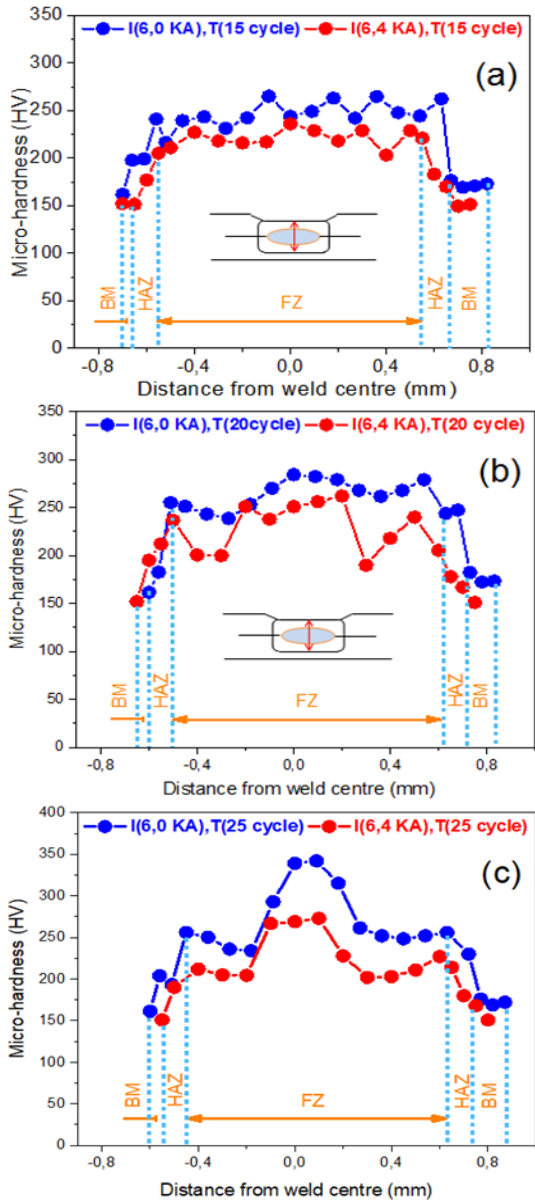 I(6,0 KA),T(15 cycle) I(6,4 KA),T(15 cycle)
(a)
Micro-hardness (HV)
350
300
250
200
150
100
50
0
BM HAZ FZ HAZ BM
-0,8 -0,4 0,0 0,4 0,8
Distance from weld centre (mm)
I(6,0 KA),T(20cycle) I(6,4 KA),T(20 cycle)
(b)
Micro-hardness (HV)
350
300
250
200
150
100
50
0
BM HAZ FZ HAZ BM
-0,8 -0,4 0,0 0,4 0,8
Distance from weld centre (mm)
I(6,0 KA),T(25 cycle) I(6,4 KA),T(25 cycle)
(c)
Micro-hardness (HV)
400
350
300
250
200
150
100
50
0
BM HAZ FZ HAZ BM
-0,8 -0,4 0,0 0,4 0,8
Distance from weld centre (mm)